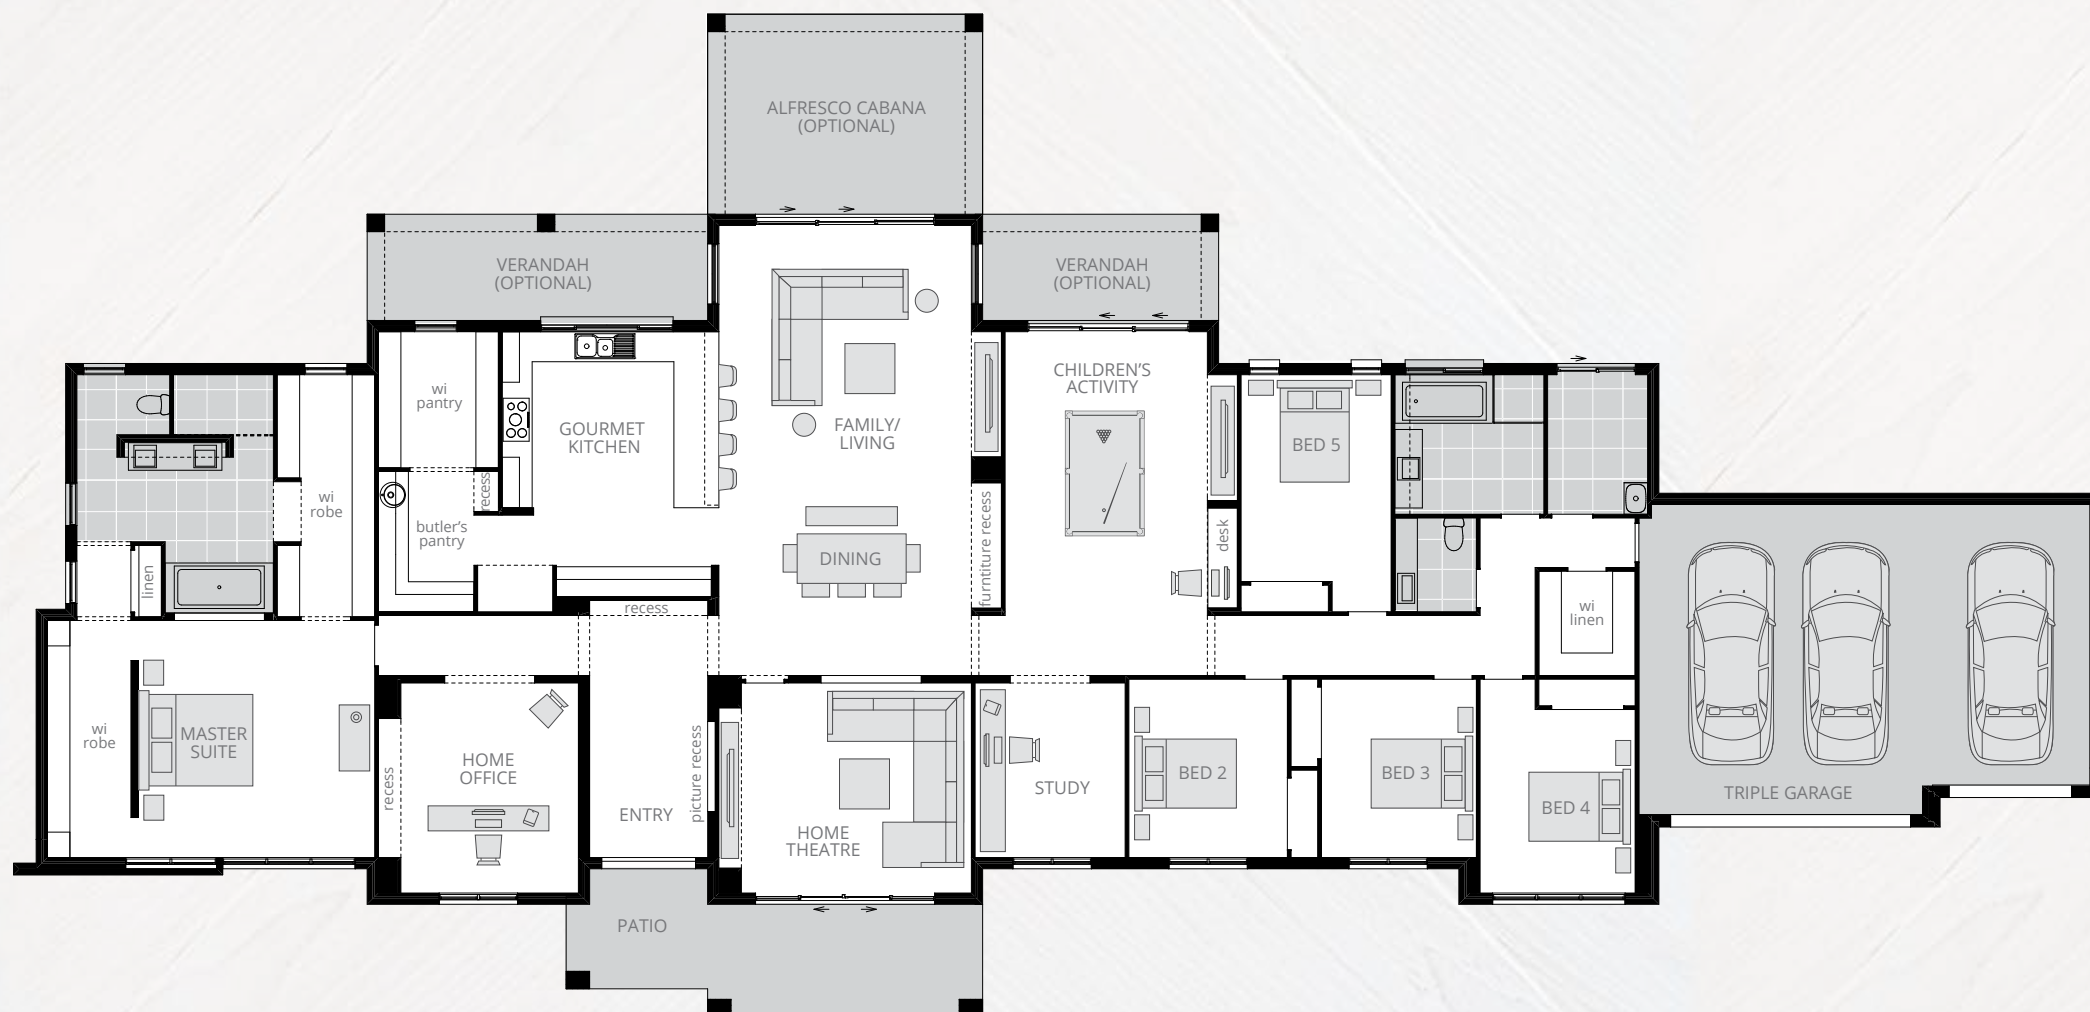 ALFRESCO CABANA
(OPTIONAL)
VERANDAH
(OPTIONAL)
VERANDAH
(OPTIONAL)
wi
pantry
GOURMET
KITCHEN
FAMILY/
LIVING
CHILDREN'S
ACTIVITY
BED 5
wi
robe
recess
butler's
pantry
DINING
furntiture recess
desk
linen
recess
wi
linen
wi
robe
MASTER
SUITE
recess
HOME
OFFICE
ENTRY
picture recess
HOME
THEATRE
STUDY
BED 2
BED 3
BED 4
TRIPLE GARAGE
PATIO